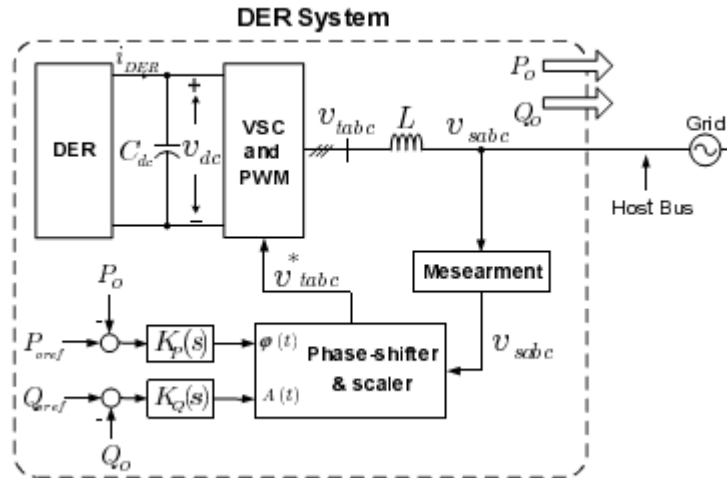 DER System
i_DER
P_o
Q_o
DER
C_dc
+
v_dc
-
VSC
and
PWM
v_tabc
L
v_sabc
Grid
Host Bus
Mesearment
v_sabc
v*_tabc
P_o
-
P_oref
K_P(s)
φ(t)
Phase-shifter
& scaler
Q_oref
K_Q(s)
A(t)
-
Q_o